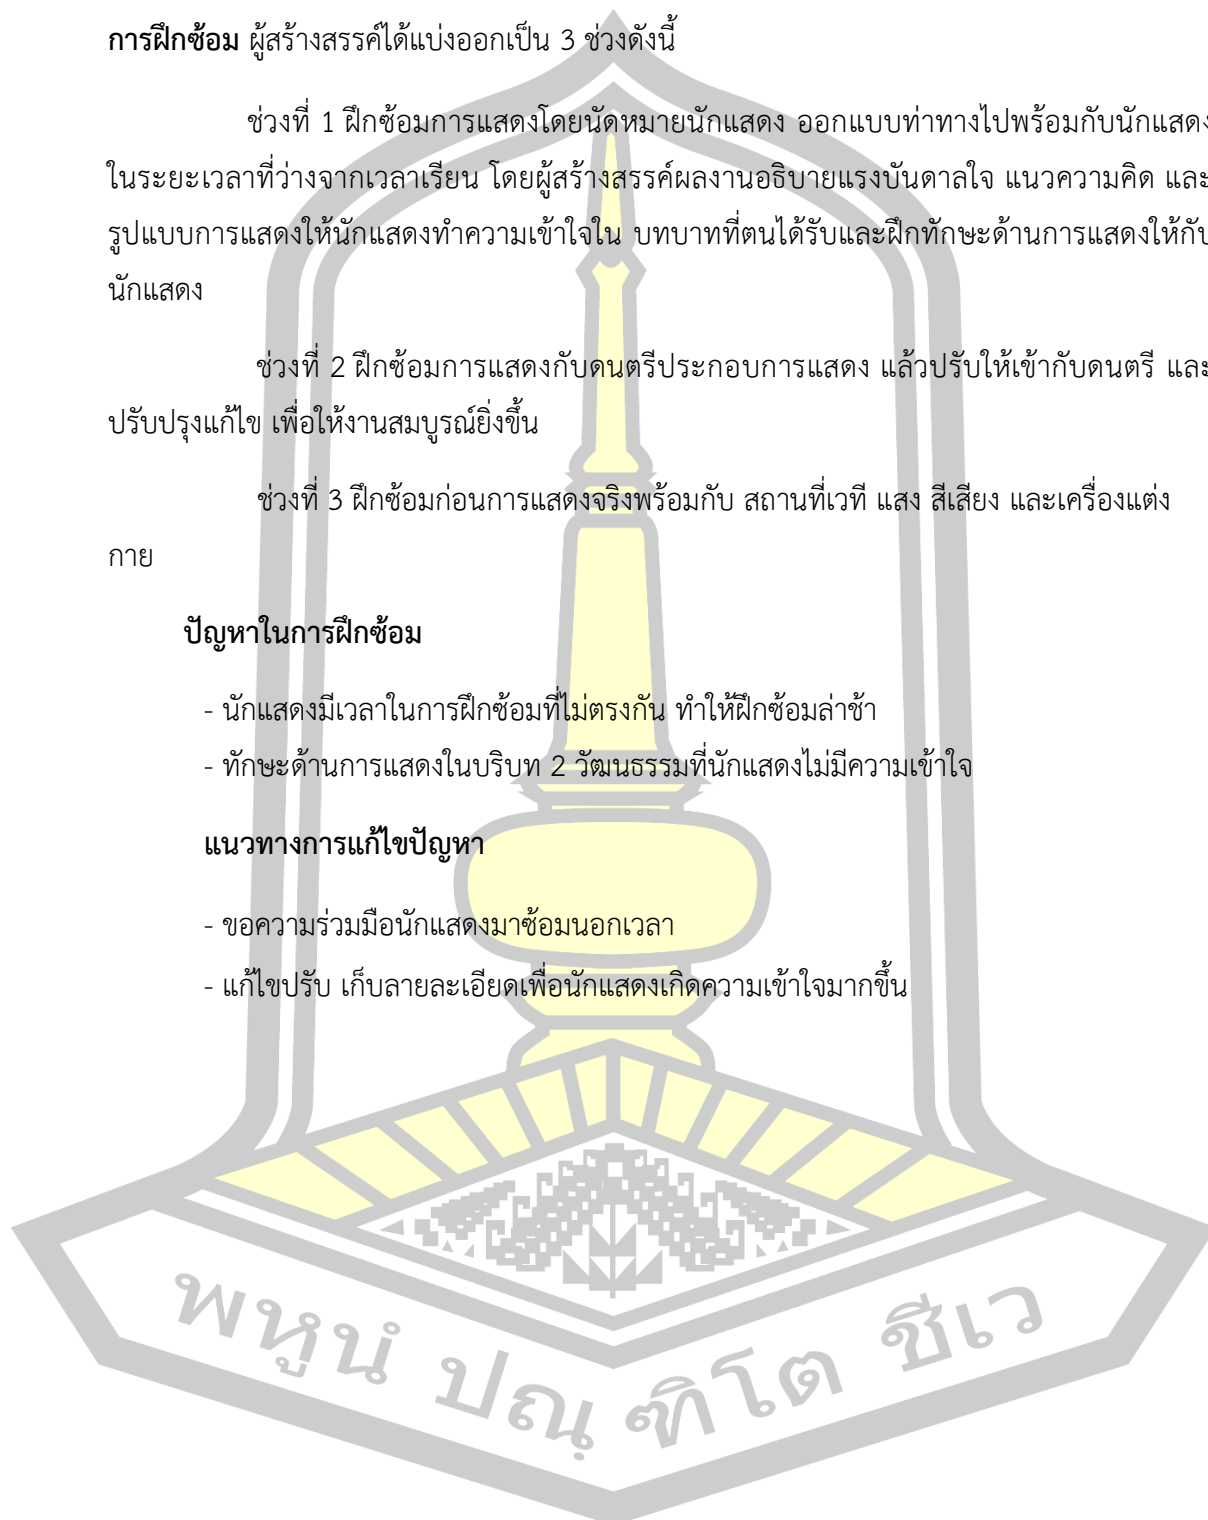 การฝึกซ้อม ผู้สร้างสรรค์ได้แบ่งออกเป็น 3 ช่วงดังนี้
ช่วงที่ 1 ฝึกซ้อมการแสดงโดยนัดหมายนักแสดง ออกแบบท่าทางไปพร้อมกับนักแสดง
ในระยะเวลาที่ว่างจากเวลาเรียน โดยผู้สร้างสรรค์ผลงานอธิบายแรงบันดาลใจ แนวความคิด และ
รูปแบบการแสดงให้นักแสดงทำความเข้าใจใน บทบาทที่ตนได้รับและฝึกทักษะด้านการแสดงให้กับ
นักแสดง
ช่วงที่ 2 ฝึกซ้อมการแสดงกับดนตรีประกอบการแสดง แล้วปรับให้เข้ากับดนตรี และ
ปรับปรุงแก้ไข เพื่อให้งานสมบูรณ์ยิ่งขึ้น
ช่วงที่ 3 ฝึกซ้อมก่อนการแสดงจริงพร้อมกับ สถานที่เวที แสง สีเสียง และเครื่องแต่ง
กาย
ปัญหาในการฝึกซ้อม
- นักแสดงมีเวลาในการฝึกซ้อมที่ไม่ตรงกัน ทำให้ฝึกซ้อมล่าช้า
- ทักษะด้านการแสดงในบริบท 2 วัฒนธรรมที่นักแสดงไม่มีความเข้าใจ
แนวทางการแก้ไขปัญหา
- ขอความร่วมมือนักแสดงมาซ้อมนอกเวลา
- แก้ไขปรับ เก็บลายละเอียดเพื่อนักแสดงเกิดความเข้าใจมากขึ้น
พหูนํ ปณฺ ฑิโต ชีเว